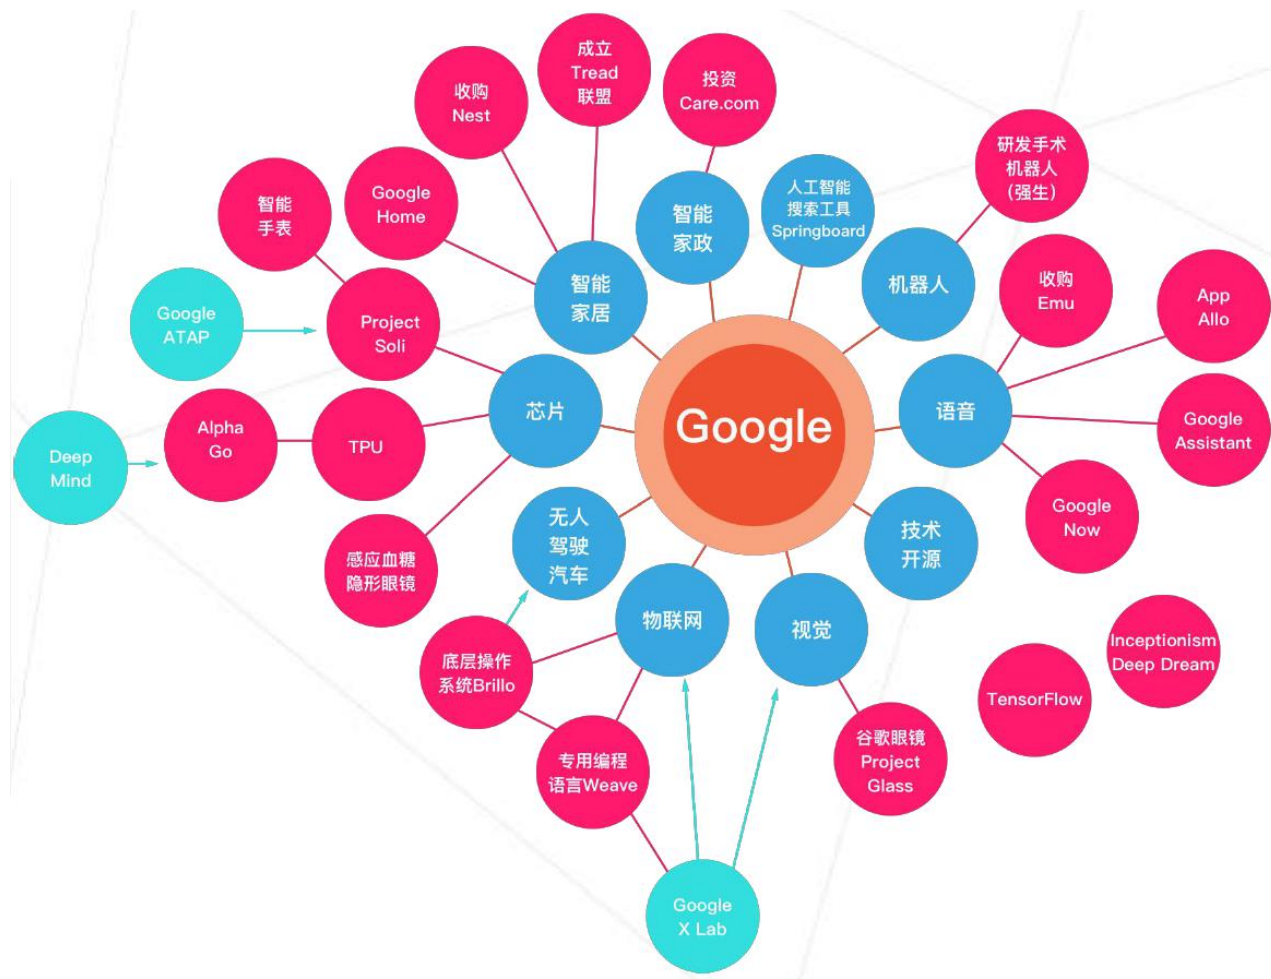 成立
Tread
联盟
投资
Care.com
收购
Nest
研发手术
机器人
（强生）
Google
Home
智能
手表
智能
家政
人工智能
搜索工具
Springboard
机器人
收购
Emu
App
Allo
智能
家居
Google
ATAP
Project
Soli
芯片
Google
语音
Google
Assistant
Alpha
Go
TPU
Deep
Mind
Google
Now
无人
驾驶
汽车
技术
开源
感应血糖
隐形眼镜
物联网
视觉
底层操作
系统Brillo
Inceptionism
Deep Dream
TensorFlow
专用编程
语言Weave
谷歌眼镜
Project
Glass
Google
X Lab